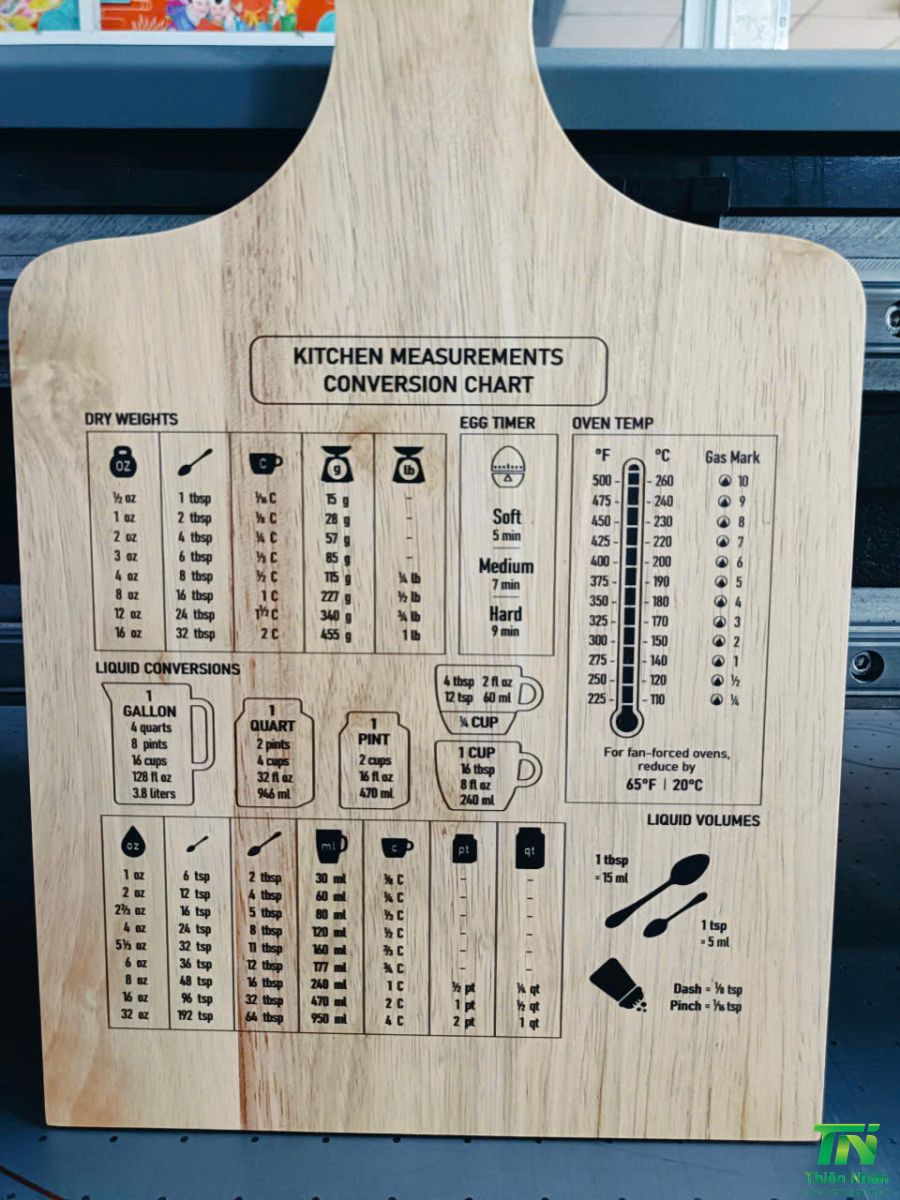 KITCHEN MEASUREMENTS
CONVERSION CHART
DRY WEIGHTS
oz C g lb
½ oz 1 tbsp ¹⁄₁₆ C 15 g -
1 oz 2 tbsp ⅛ C 28 g -
2 oz 4 tbsp ¼ C 57 g -
3 oz 6 tbsp ⅓ C 85 g -
4 oz 8 tbsp ½ C 115 g ¼ lb
8 oz 16 tbsp 1 C 227 g ½ lb
12 oz 24 tbsp 1½ C 340 g ¾ lb
16 oz 32 tbsp 2 C 455 g 1 lb
EGG TIMER
Soft
5 min
Medium
7 min
Hard
9 min
OVEN TEMP
°F °C Gas Mark
500 - - 260 10
475 - - 240 9
450 - - 230 8
425 - - 220 7
400 - - 200 6
375 - - 190 5
350 - - 180 4
325 - - 170 3
300 - - 150 2
275 - - 140 1
250 - - 120 ½
225 - - 110 ¼
For fan-forced ovens,
reduce by
65°F | 20°C
LIQUID CONVERSIONS
1
GALLON
4 quarts
8 pints
16 cups
128 fl oz
3.8 liters
1
QUART
2 pints
4 cups
32 fl oz
946 ml
1
PINT
2 cups
16 fl oz
470 ml
4 tbsp 2 fl oz
12 tsp 60 ml
¼ CUP
1 CUP
16 tbsp
8 fl oz
240 ml
oz ml C pt qt
1 oz 6 tsp 2 tbsp 30 ml ⅛ C - -
2 oz 12 tsp 4 tbsp 60 ml ¼ C - -
2⅔ oz 16 tsp 5 tbsp 80 ml ⅓ C - -
4 oz 24 tsp 8 tbsp 120 ml ½ C - -
5⅓ oz 32 tsp 11 tbsp 160 ml ⅔ C - -
6 oz 36 tsp 12 tbsp 177 ml ¾ C - -
8 oz 48 tsp 16 tbsp 240 ml 1 C ½ pt ¼ qt
16 oz 96 tsp 32 tbsp 470 ml 2 C 1 pt ½ qt
32 oz 192 tsp 64 tbsp 950 ml 4 C 2 pt 1 qt
LIQUID VOLUMES
1 tbsp
= 15 ml
1 tsp
= 5 ml
Dash = ⅛ tsp
Pinch = ¹⁄₁₆ tsp
TN
Thiên Nhân